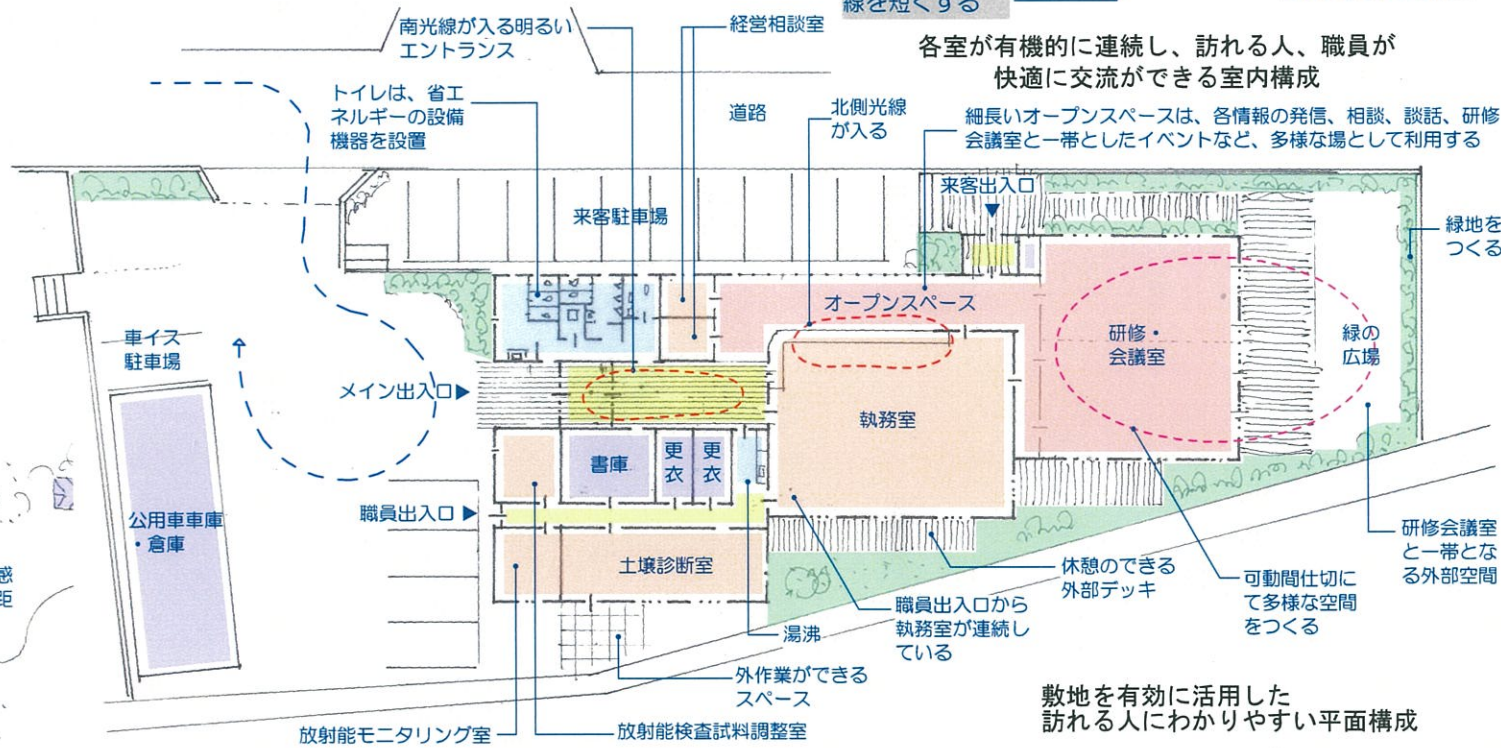 線を短くする
南光線が入る明るい
エントランス
経営相談室
各室が有機的に連続し、訪れる人、職員が
快適に交流ができる室内構成
トイレは、省エ
ネルギーの設備
機器を設置
道路
北側光線
が入る
細長いオープンスペースは、各情報の発信、相談、談話、研修
会議室と一帯としたイベントなど、多様な場として利用する
来客駐車場
来客出入口
緑地を
つくる
オープンスペース
研修・
会議室
緑の
広場
車イス
駐車場
メイン出入口
執務室
書庫
更衣
更衣
職員出入口
公用車車庫
・倉庫
土壌診断室
研修会議室
と一帯とな
る外部空間
休憩のできる
外部デッキ
可動間仕切に
て多様な空間
をつくる
職員出入口から
執務室が連続し
ている
湯沸
外作業ができる
スペース
感
距
放射能モニタリング室
放射能検査試料調整室
敷地を有効に活用した
訪れる人にわかりやすい平面構成